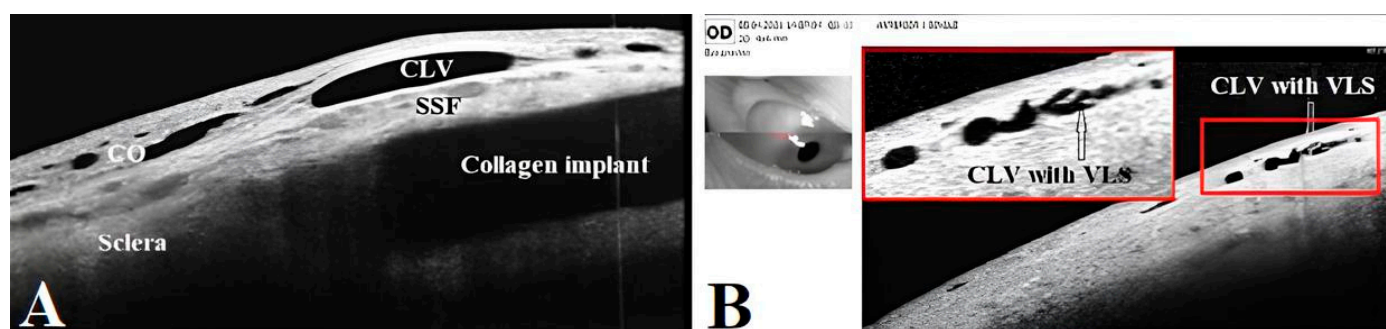 CLV
SSF
CO
Collagen implant
Sclera
A
OD
CLV with VLS
CLV with VLS
B